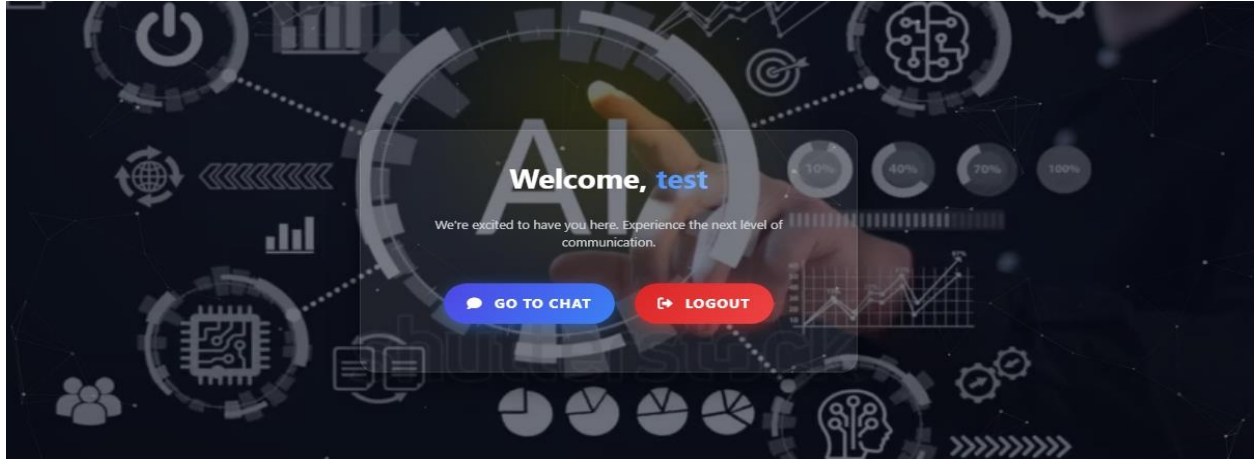 AI
10%
40%
70%
100%
Welcome, test
We're excited to have you here. Experience the next level of
communication.
GO TO CHAT
LOGOUT
shutterstock